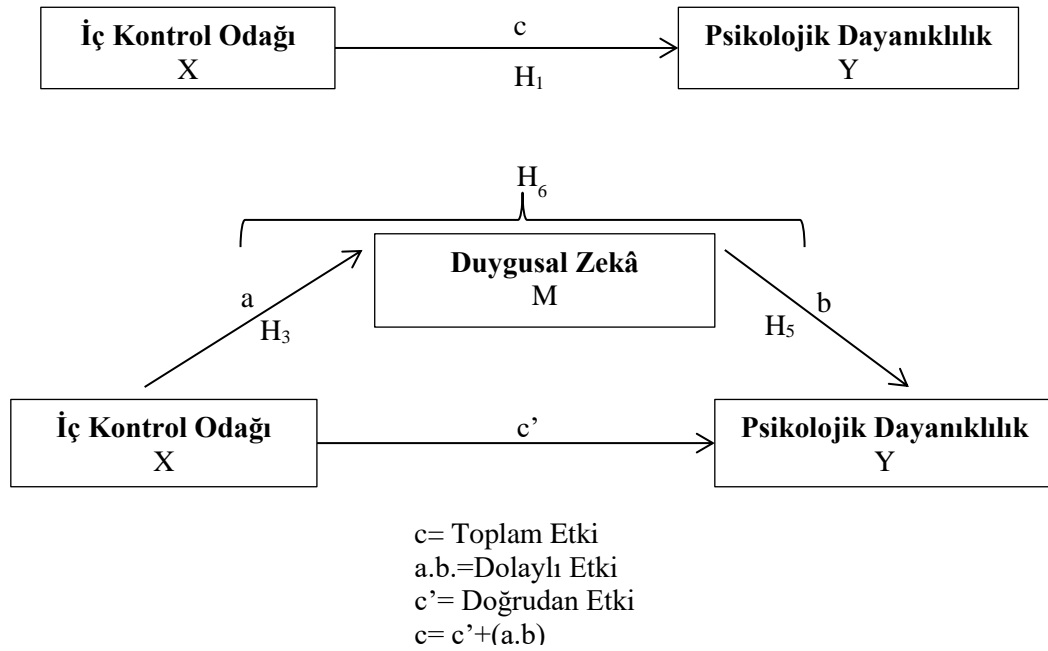 İç Kontrol Odağı
X
c
H₁
Psikolojik Dayanıklılık
Y
H₆
Duygusal Zekâ
M
a
H₃
b
H₅
İç Kontrol Odağı
X
c’
Psikolojik Dayanıklılık
Y
c= Toplam Etki
a.b.=Dolaylı Etki
c’= Doğrudan Etki
c= c’+(a.b)